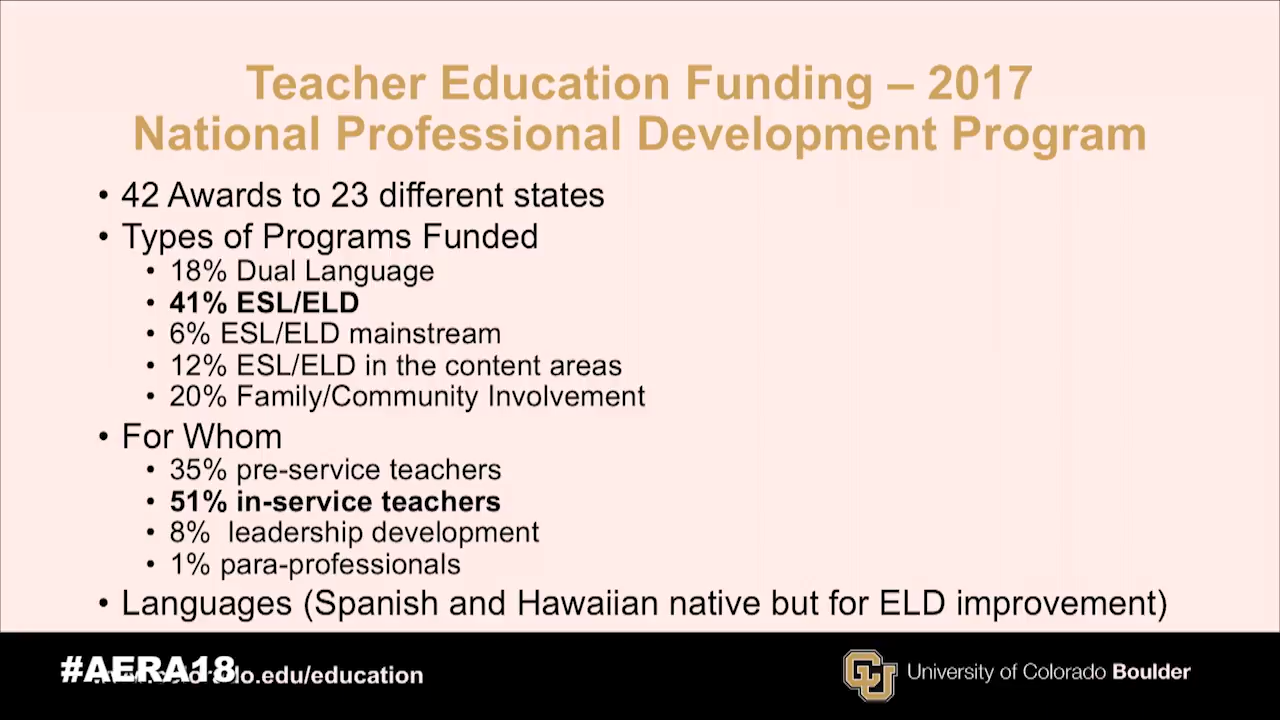 Teacher Education Funding – 2017
National Professional Development Program
• 42 Awards to 23 different states
• Types of Programs Funded
• 18% Dual Language
• 41% ESL/ELD
• 6% ESL/ELD mainstream
• 12% ESL/ELD in the content areas
• 20% Family/Community Involvement
• For Whom
• 35% pre-service teachers
• 51% in-service teachers
• 8% leadership development
• 1% para-professionals
• Languages (Spanish and Hawaiian native but for ELD improvement)
#AERA18
.edu/education
CU University of Colorado Boulder